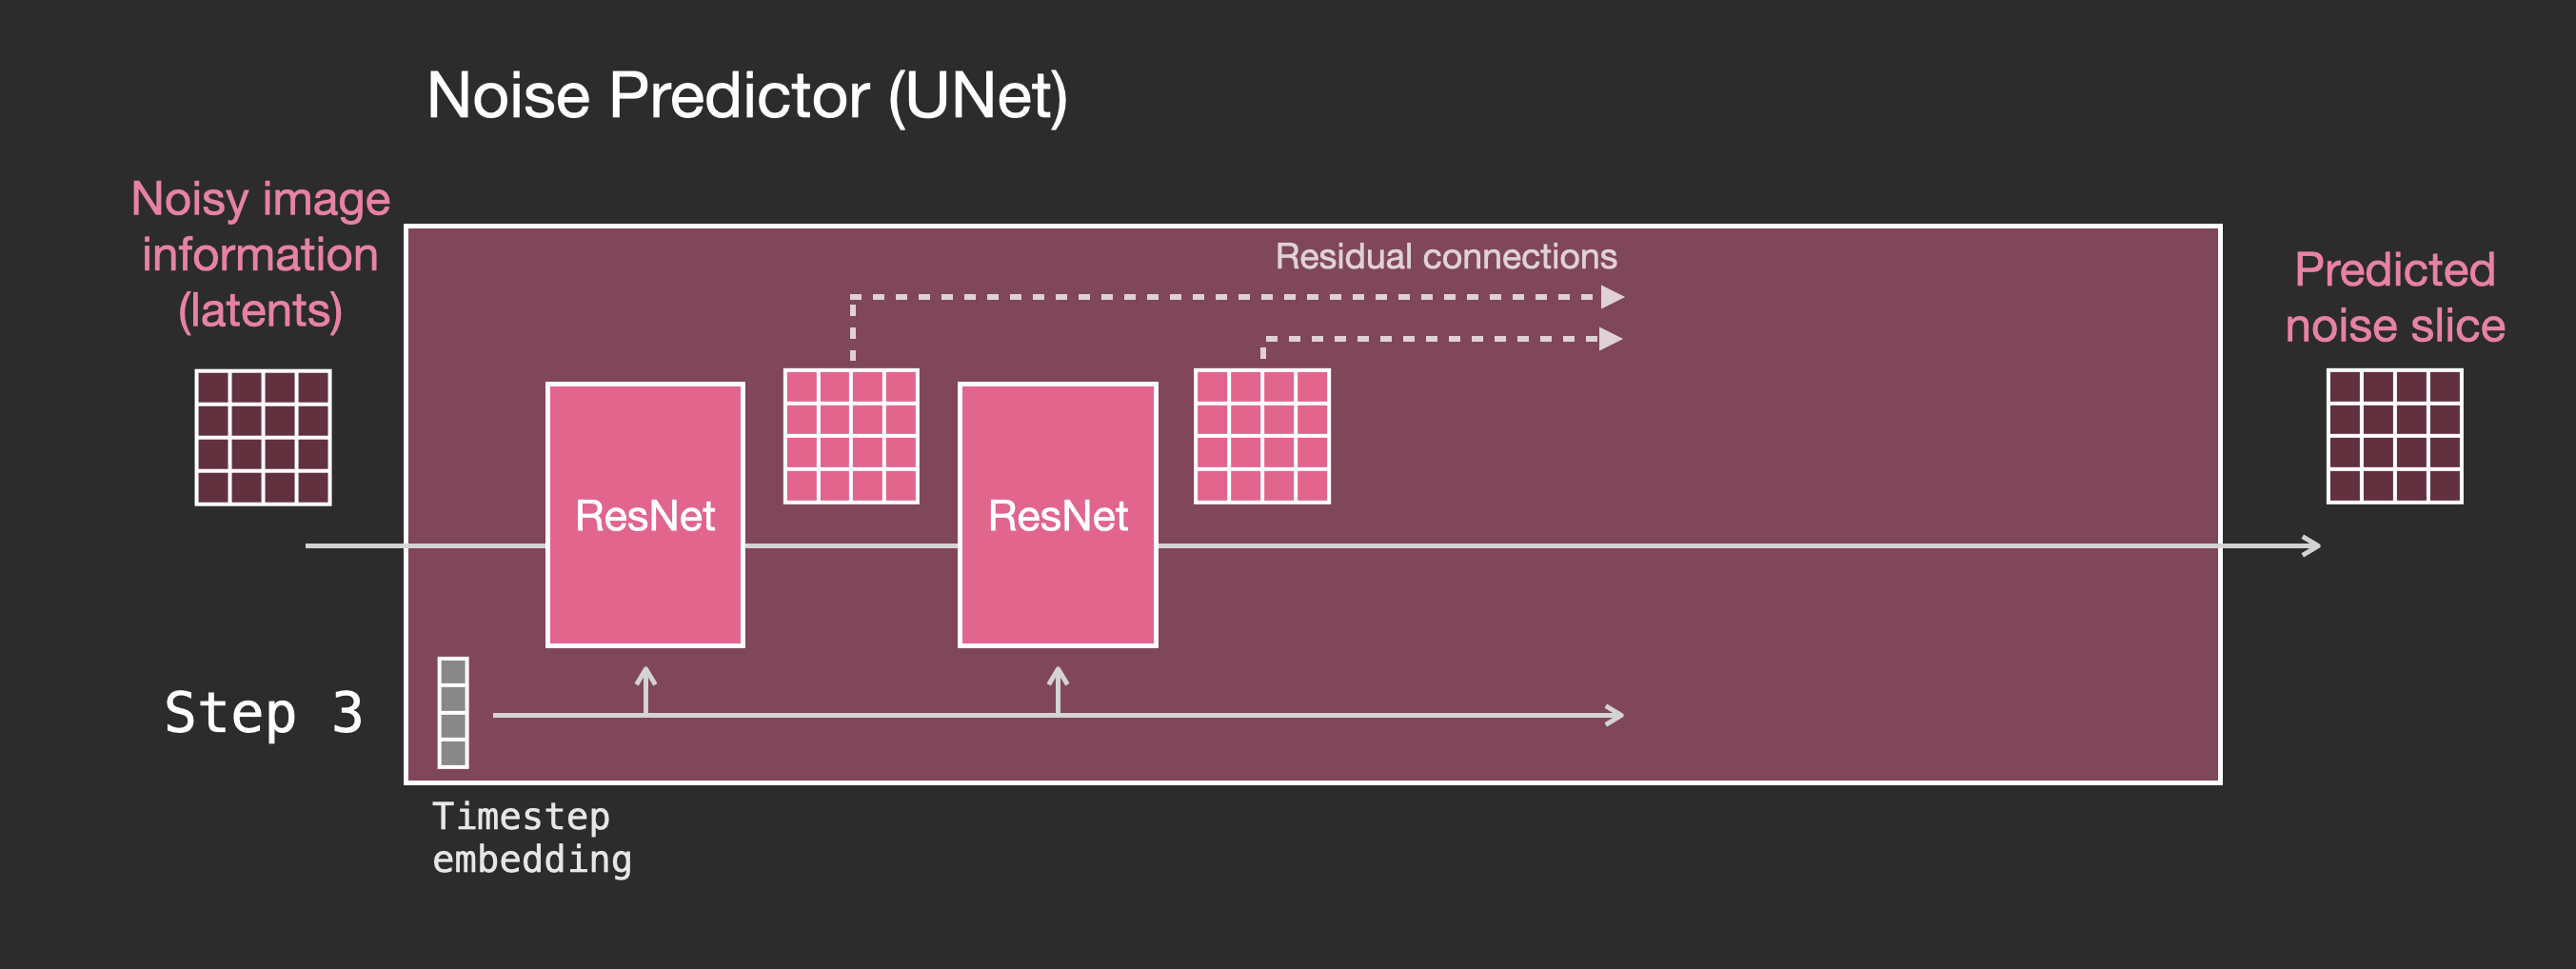 Noise Predictor (UNet)
Noisy image
information
(latents)
Residual connections
Predicted
noise slice
ResNet
ResNet
Step 3
Timestep
embedding